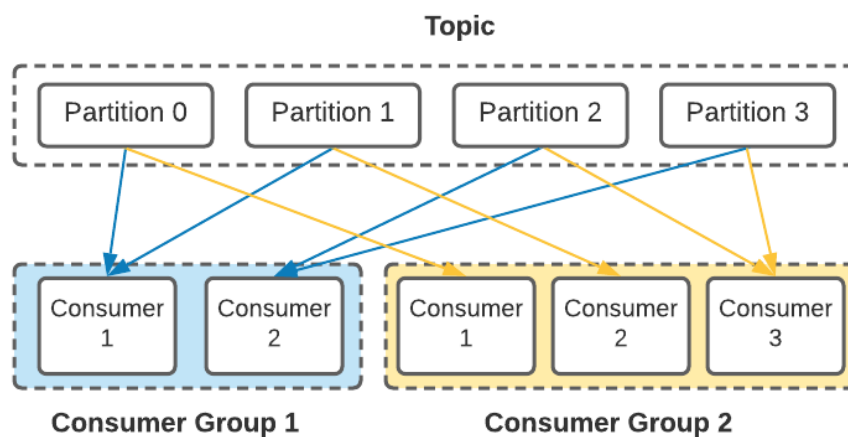 Topic
Partition 0
Partition 1
Partition 2
Partition 3
Consumer
1
Consumer
2
Consumer
1
Consumer
2
Consumer
3
Consumer Group 1
Consumer Group 2